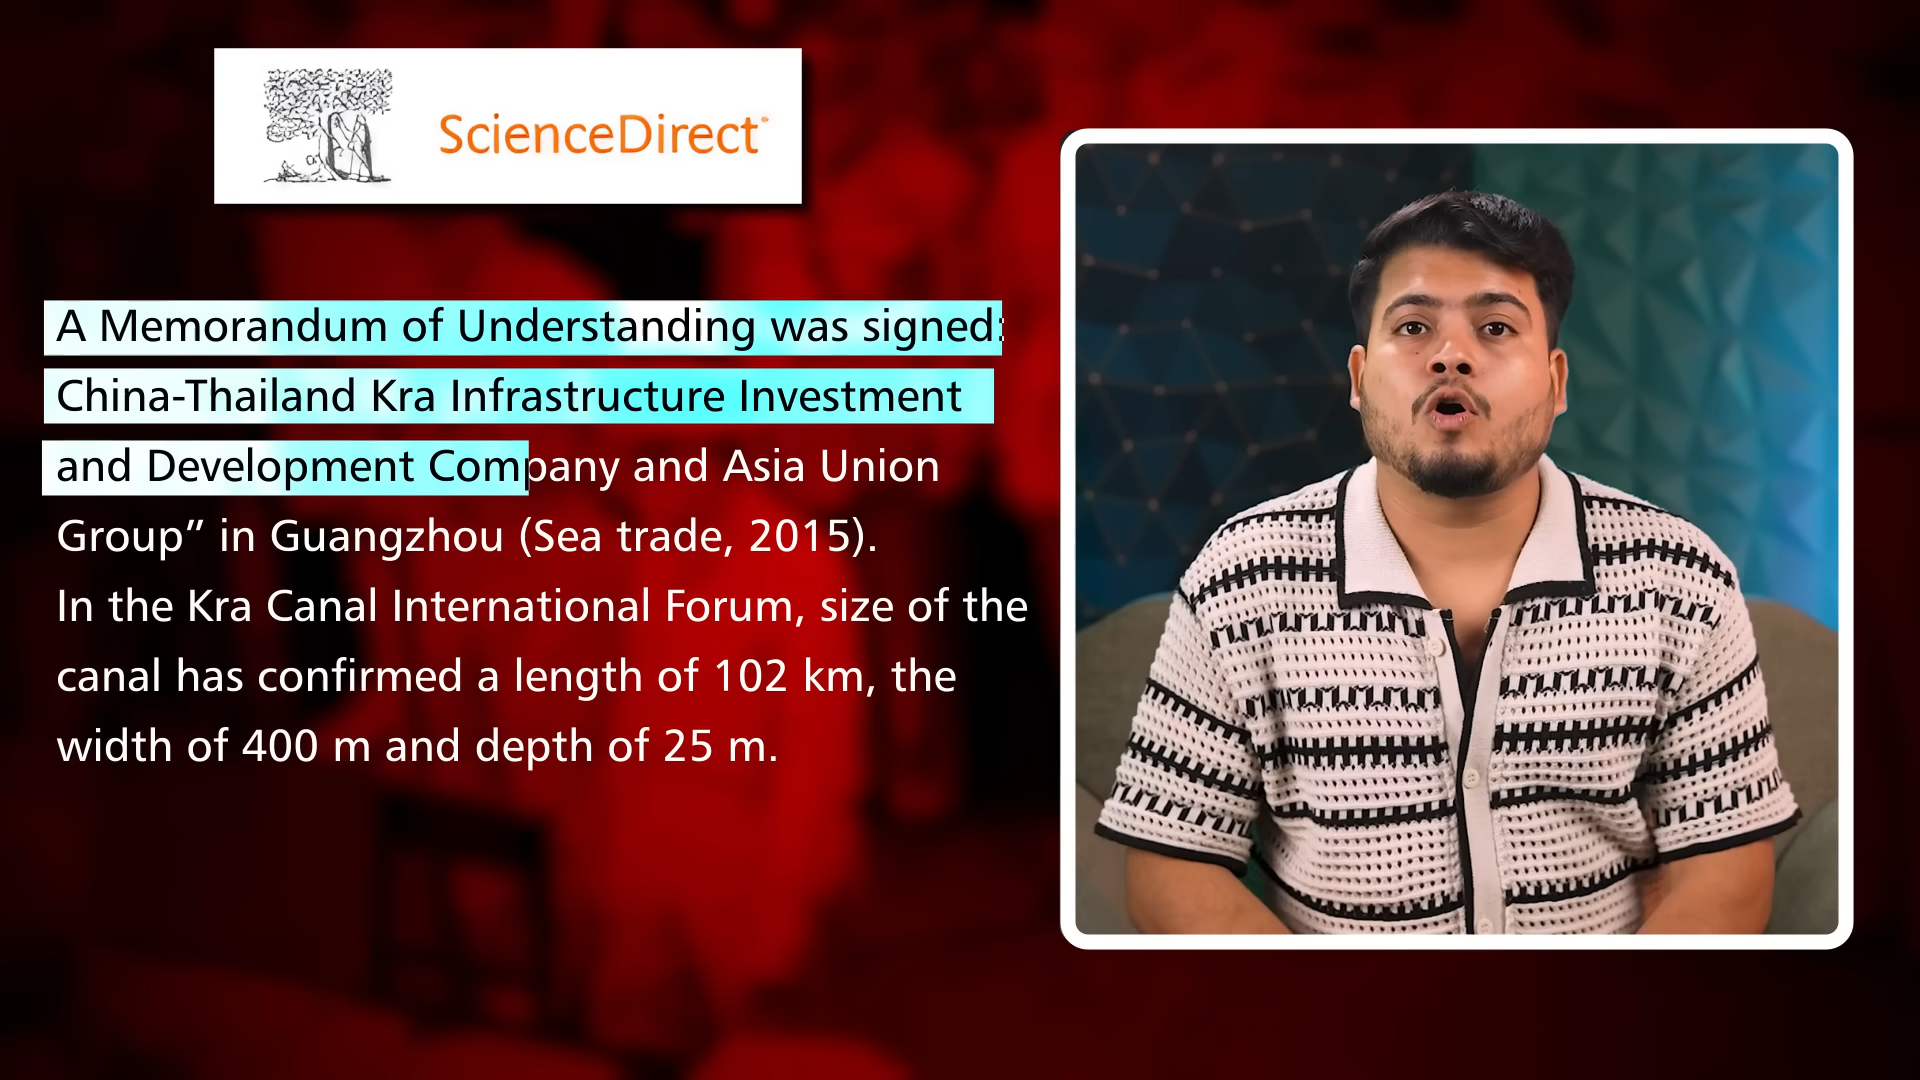 ScienceDirect
A Memorandum of Understanding was signed:
China-Thailand Kra Infrastructure Investment
and Development Company and Asia Union
Group” in Guangzhou (Sea trade, 2015).
In the Kra Canal International Forum, size of the
canal has confirmed a length of 102 km, the
width of 400 m and depth of 25 m.